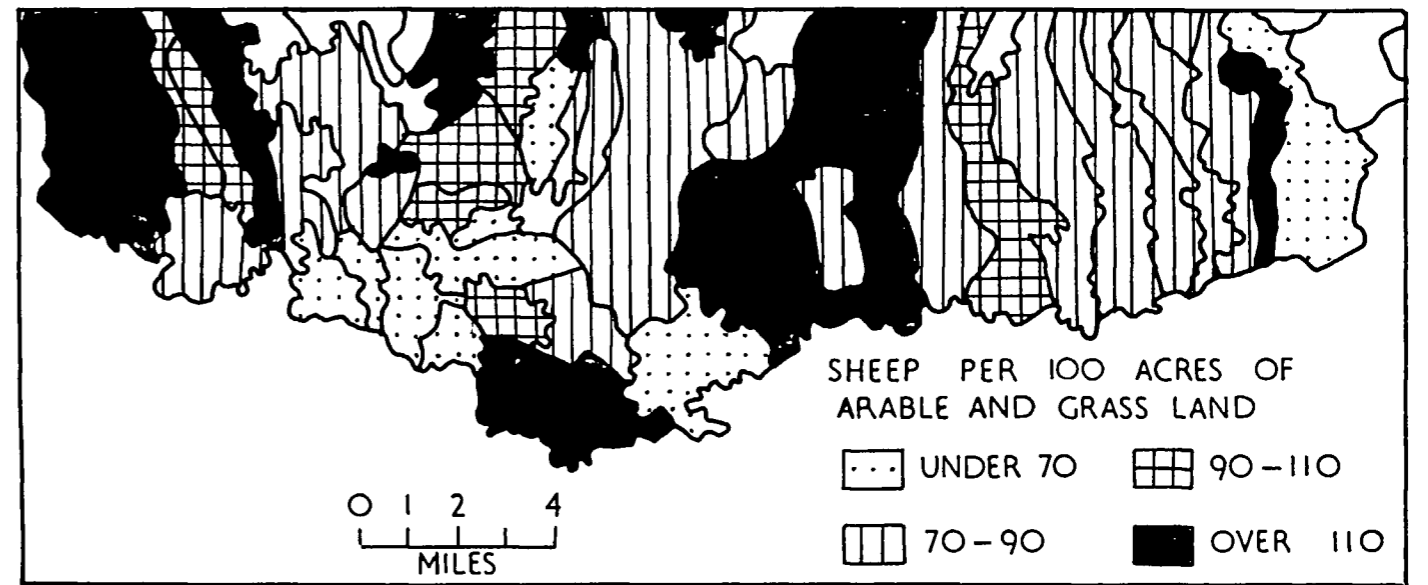 SHEEP PER 100 ACRES OF
ARABLE AND GRASS LAND
UNDER 70
90–110
70–90
OVER 110
0 1 2 4
MILES